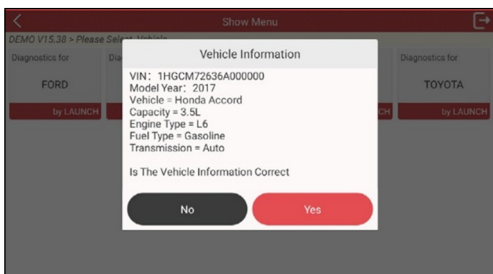 Show Menu
DEMO V15.38 > Please Select Vehicle
Diagnostics for
Dia
Diagnostics for
FORD
TOYOTA
by LAUNCH
CH
by LAUNCH
Vehicle Information
VIN: 1HGCM72636A000000
Model Year: 2017
Vehicle = Honda Accord
Capacity = 3.5L
Engine Type = L6
Fuel Type = Gasoline
Transmission = Auto
Is The Vehicle Information Correct
No
Yes